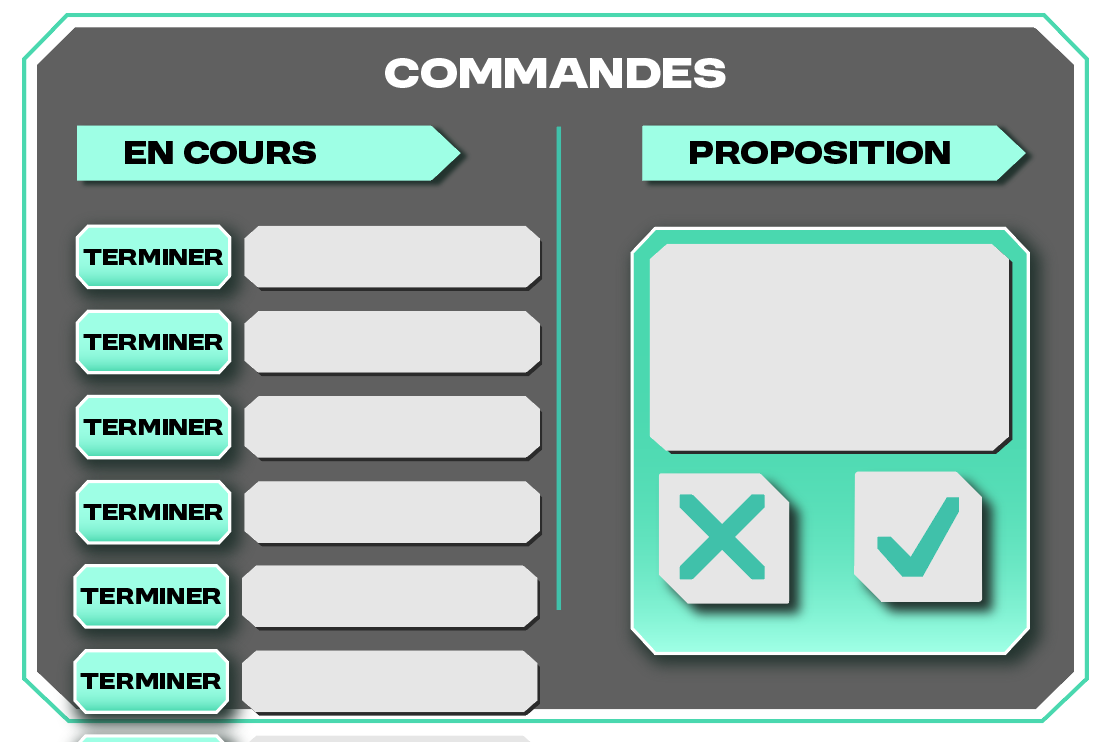 COMMANDES
EN COURS
PROPOSITION
TERMINER
TERMINER
TERMINER
TERMINER
TERMINER
TERMINER